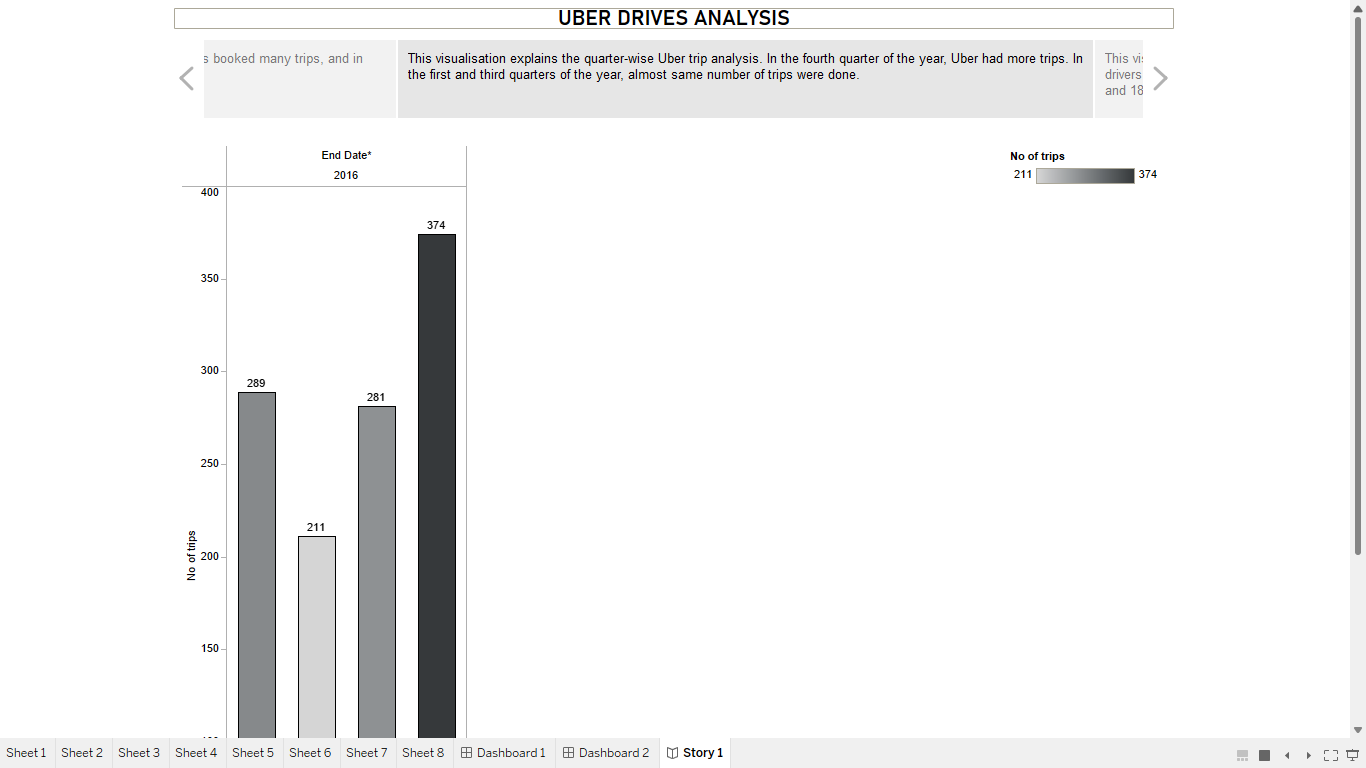 UBER DRIVES ANALYSIS
s booked many trips, and in
This visualisation explains the quarter-wise Uber trip analysis. In the fourth quarter of the year, Uber had more trips. In
the first and third quarters of the year, almost same number of trips were done.
This vis
drivers
and 18
End Date*
2016
No of trips
211 374
400
374
350
300
289
281
250
211
200
No of trips
150
Sheet 1 Sheet 2 Sheet 3 Sheet 4 Sheet 5 Sheet 6 Sheet 7 Sheet 8 Dashboard 1 Dashboard 2 Story 1